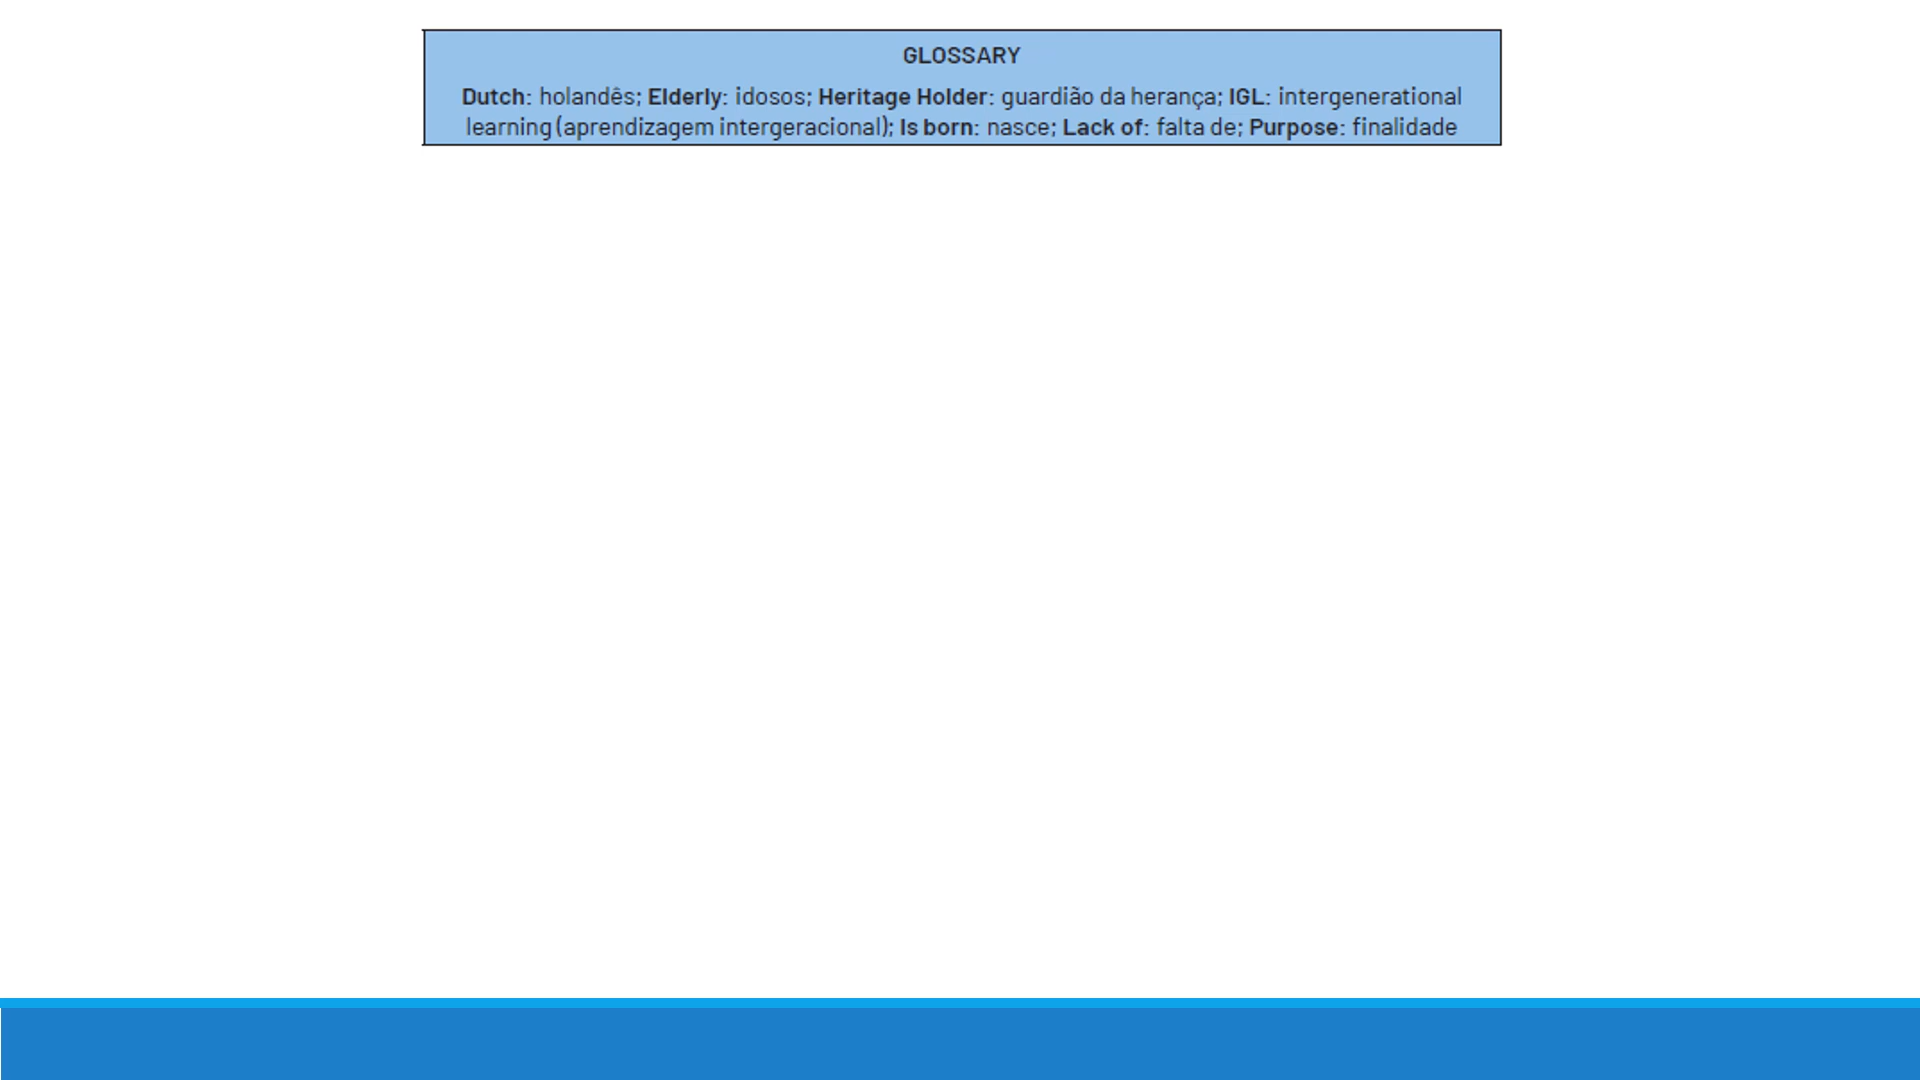 GLOSSARY
Dutch: holandês; Elderly: idosos; Heritage Holder: guardião da herança; IGL: intergenerational
learning (aprendizagem intergeracional); Is born: nasce; Lack of: falta de; Purpose: finalidade